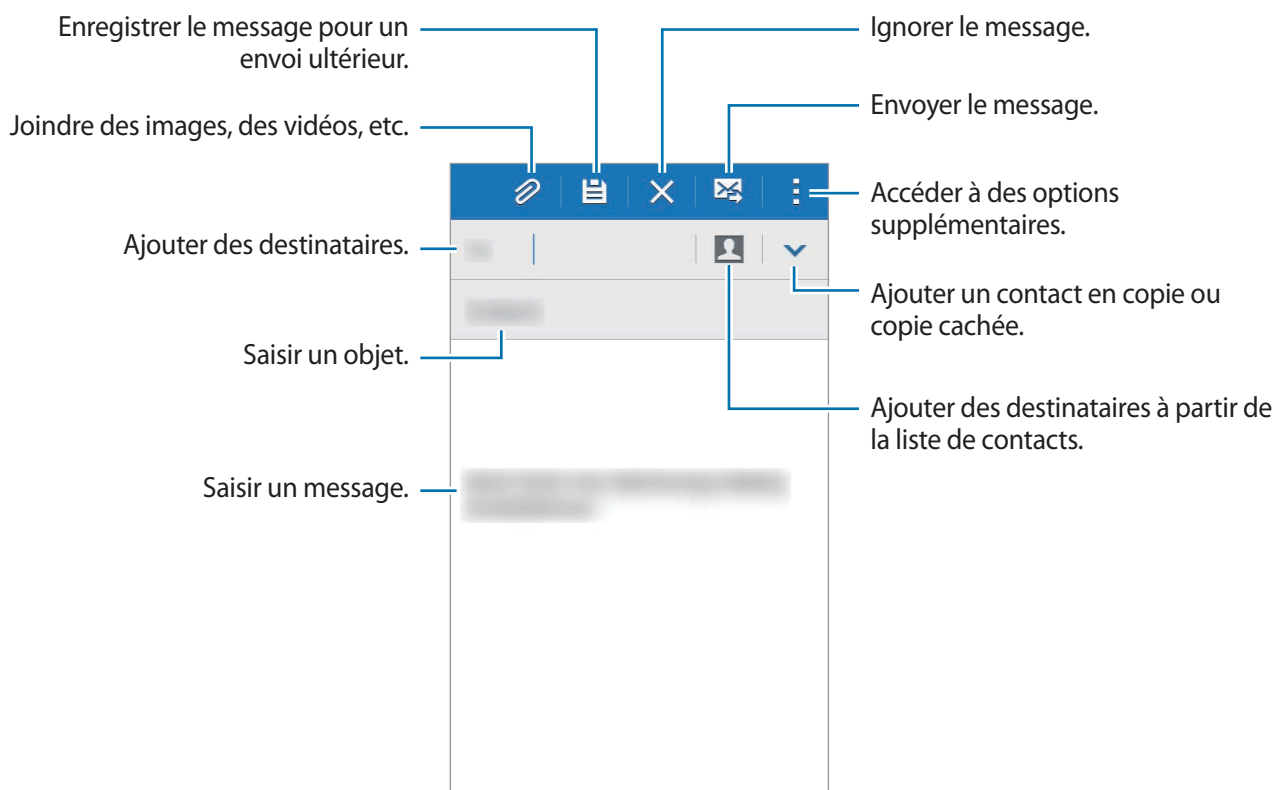 Enregistrer le message pour un
envoi ultérieur.
Ignorer le message.
Envoyer le message.
Joindre des images, des vidéos, etc.
Accéder à des options
supplémentaires.
Ajouter des destinataires.
Ajouter un contact en copie ou
copie cachée.
Saisir un objet.
Ajouter des destinataires à partir de
la liste de contacts.
Saisir un message.